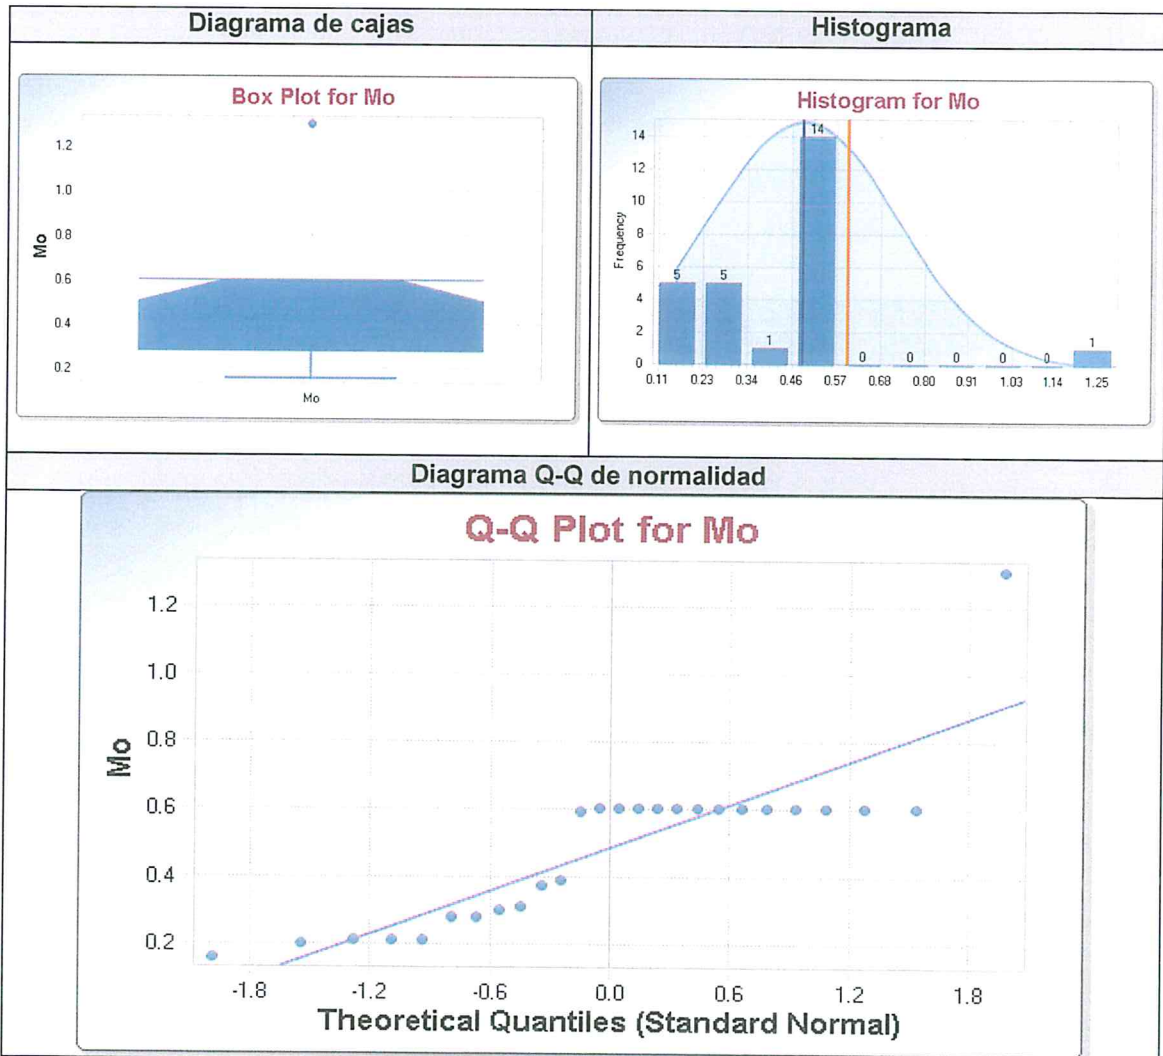 Diagrama de cajas
Histograma
Box Plot for Mo
1.2
1.0
0.8
0.6
0.4
0.2
Mo
Mo
Histogram for Mo
14
12
10
8
6
4
2
0
Frequency
5
5
1
14
0
0
0
0
0
1
0.11 0.23 0.34 0.46 0.57 0.68 0.80 0.91 1.03 1.14 1.25
Diagrama Q-Q de normalidad
Q-Q Plot for Mo
1.2
1.0
0.8
0.6
0.4
0.2
Mo
-1.8 -1.2 -0.6 0.0 0.6 1.2 1.8
Theoretical Quantiles (Standard Normal)